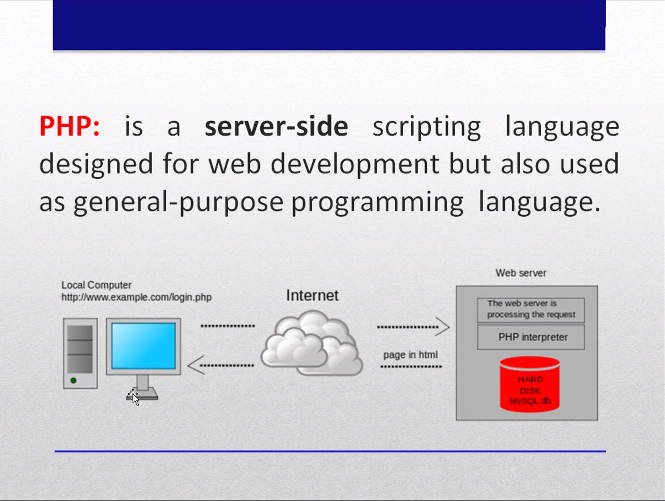 PHP: is a server-side scripting language
designed for web development but also used
as general-purpose programming language.
Local Computer
http://www.example.com/login.php
Internet
page in html
Web server
The web server is
processing the request
PHP interpreter
HARD
DISK
MySQL db